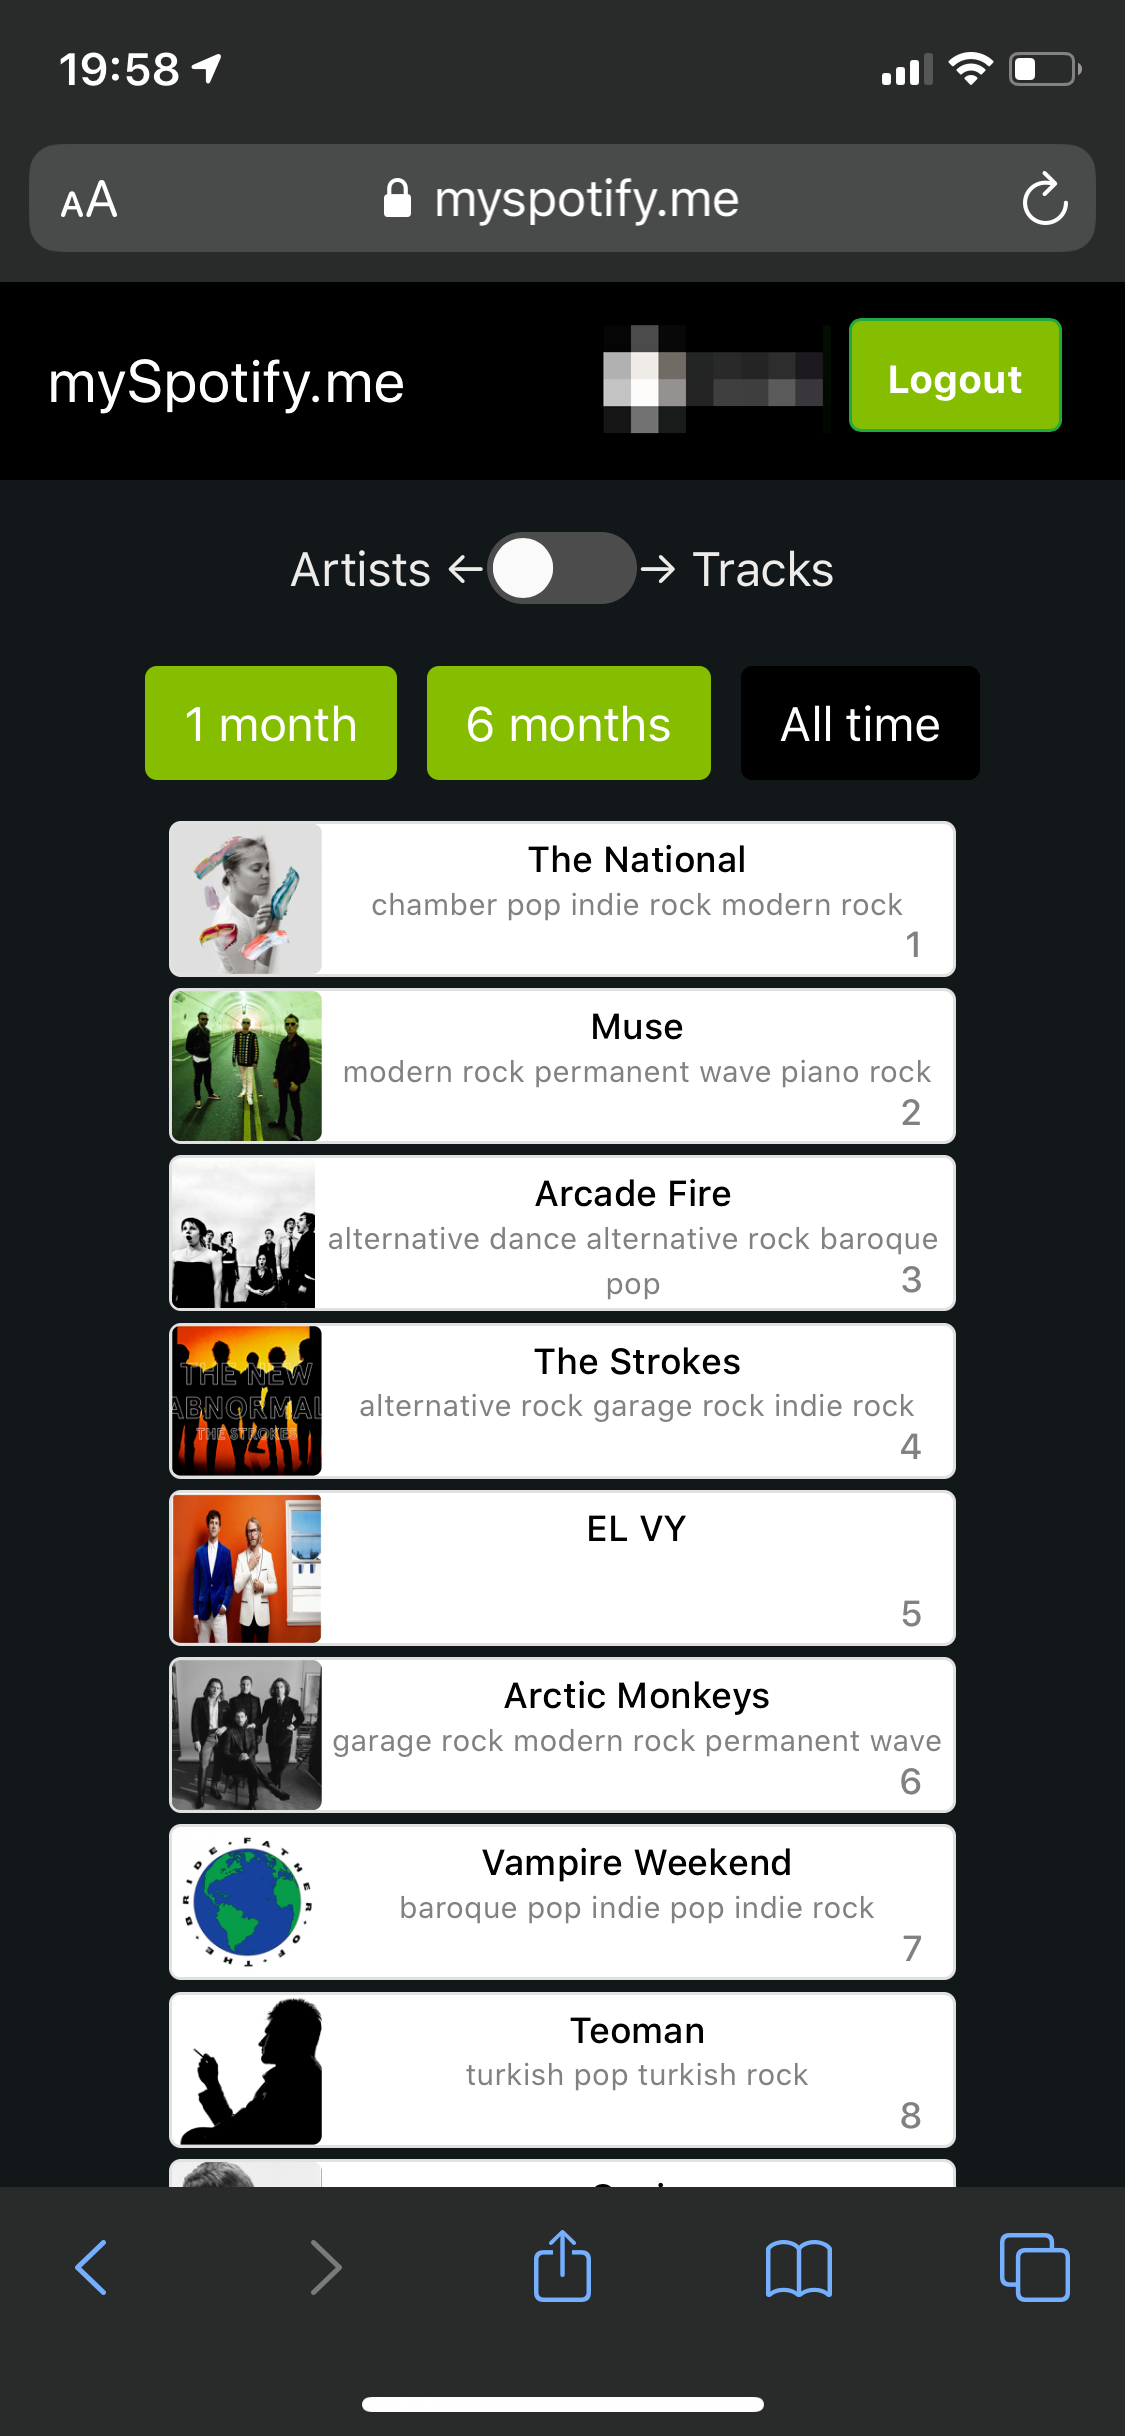 19:58
AA myspotify.me
mySpotify.me Logout
Artists ← → Tracks
1 month 6 months All time
The National
chamber pop indie rock modern rock
1
Muse
modern rock permanent wave piano rock
2
Arcade Fire
alternative dance alternative rock baroque
pop 3
THE NEW
ABNORMAL
THE STROKES
The Strokes
alternative rock garage rock indie rock
4
EL VY
5
Arctic Monkeys
garage rock modern rock permanent wave
6
FATHER OF THE BRIDE
Vampire Weekend
baroque pop indie pop indie rock
7
Teoman
turkish pop turkish rock
8